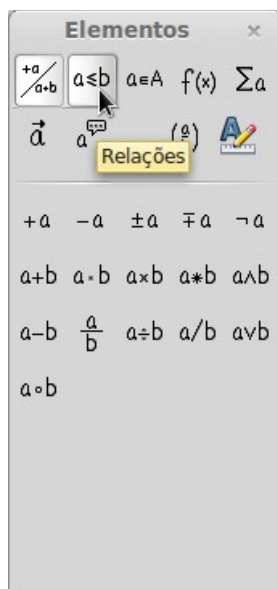 Elementos ×
+a/a+b a≤b a∈A f(x) Σa
a⃗ a (a
Relações
+a −a ±a ∓a ¬a
a+b a·b a×b a∗b a∧b
a−b a/b a÷b a/b a∨b
a∘b